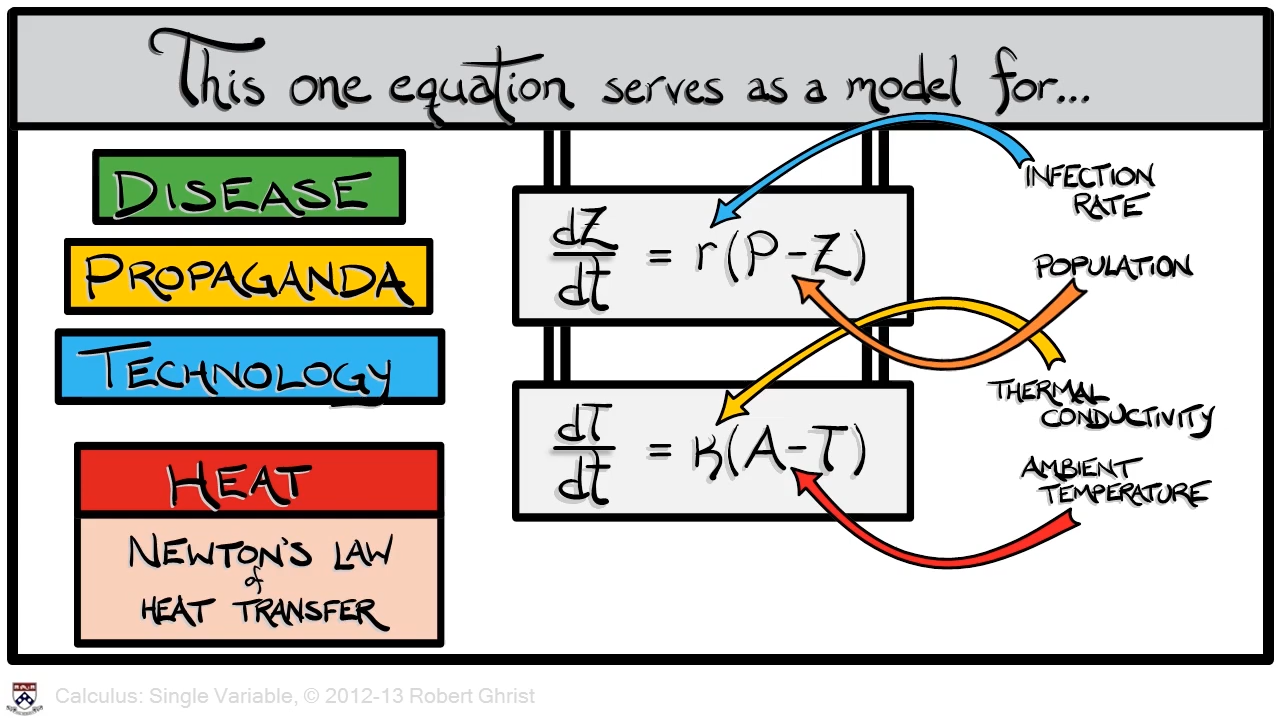 This one equation serves as a model for...
DISEASE
PROPAGANDA
TECHNOLOGY
HEAT
NEWTON'S LAW
of
HEAT TRANSFER
dZ/dt = r(P-Z)
dT/dt = κ(A-T)
INFECTION
RATE
POPULATION
THERMAL
CONDUCTIVITY
AMBIENT
TEMPERATURE
Calculus: Single Variable, © 2012-13 Robert Ghrist